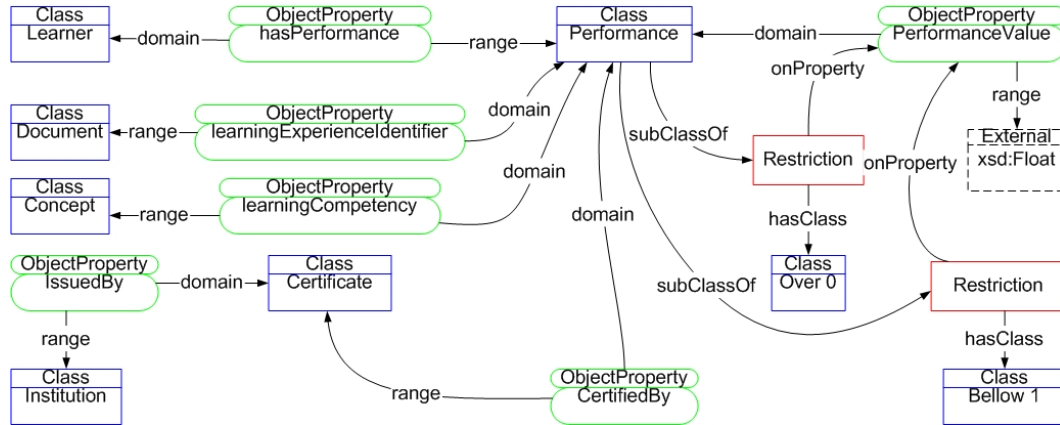 Class
Learner
domain
ObjectProperty
hasPerformance
range
Class
Performance
domain
ObjectProperty
PerformanceValue
onProperty
range
Class
Document
range
ObjectProperty
learningExperienceIdentifier
domain
subClassOf
Restriction
onProperty
External
xsd:Float
Class
Concept
range
ObjectProperty
learningCompetency
domain
domain
hasClass
ObjectProperty
IssuedBy
domain
Class
Certificate
subClassOf
Class
Over 0
Restriction
range
hasClass
Class
Institution
range
ObjectProperty
CertifiedBy
Class
Bellow 1